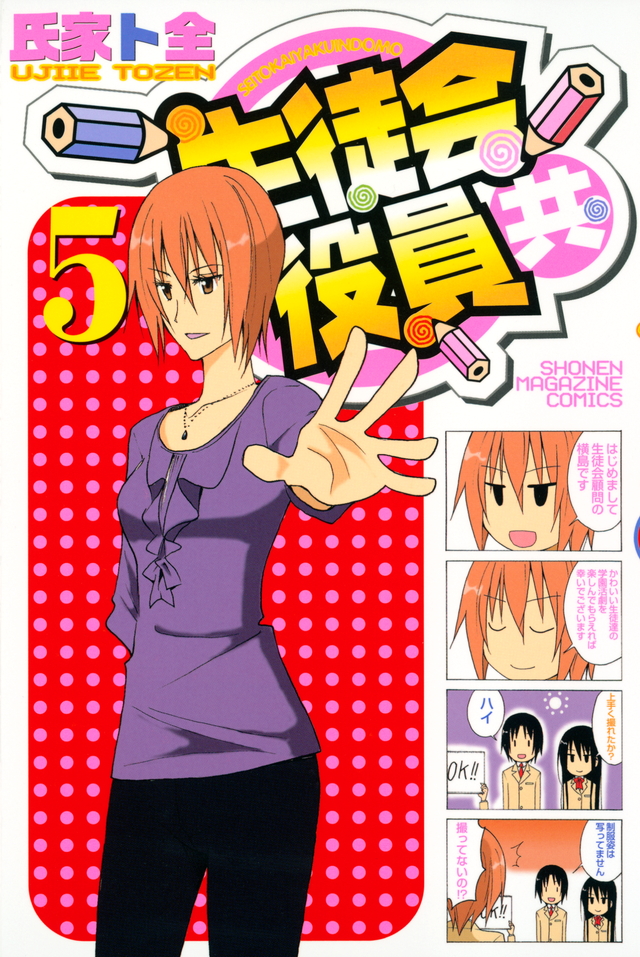 氏家ト全
UJIIE TOZEN
SEITOKAIYAKUINDOMO
生徒会
役員共
5
SHONEN
MAGAZINE
COMICS
はじめまして
生徒会顧問の
横島です
かわいい生徒達の
学園活劇を
楽しんでもらえれば
幸いでございます
上手く撮れたか?
ハイ
OK!!
制服姿は
写ってません
撮ってないの!?
OK!!